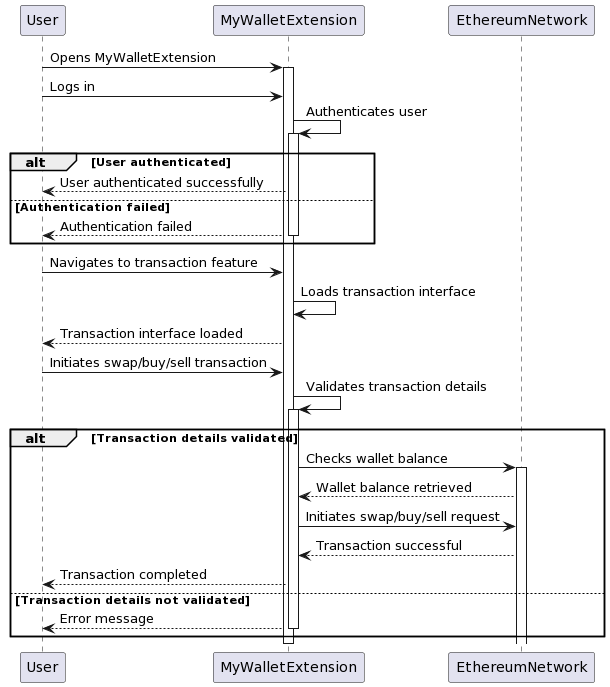 User
MyWalletExtension
EthereumNetwork
Opens MyWalletExtension
Logs in
Authenticates user
alt [User authenticated]
User authenticated successfully
[Authentication failed]
Authentication failed
Navigates to transaction feature
Loads transaction interface
Transaction interface loaded
Initiates swap/buy/sell transaction
Validates transaction details
alt [Transaction details validated]
Checks wallet balance
Wallet balance retrieved
Initiates swap/buy/sell request
Transaction successful
Transaction completed
[Transaction details not validated]
Error message
User
MyWalletExtension
EthereumNetwork